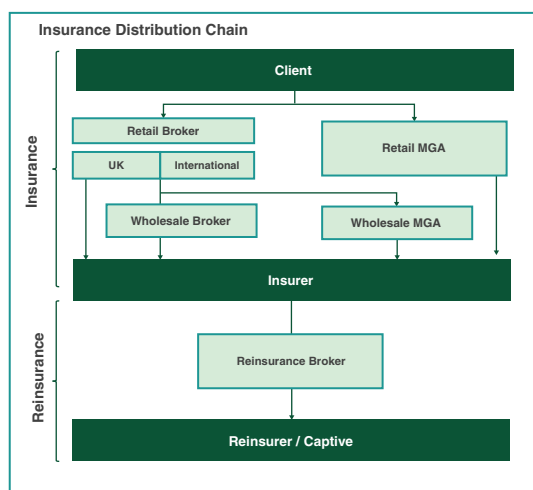 Insurance Distribution Chain
Client
Retail Broker
Retail MGA
UK
International
Insurance
Wholesale Broker
Wholesale MGA
Insurer
Reinsurance
Reinsurance Broker
Reinsurer / Captive